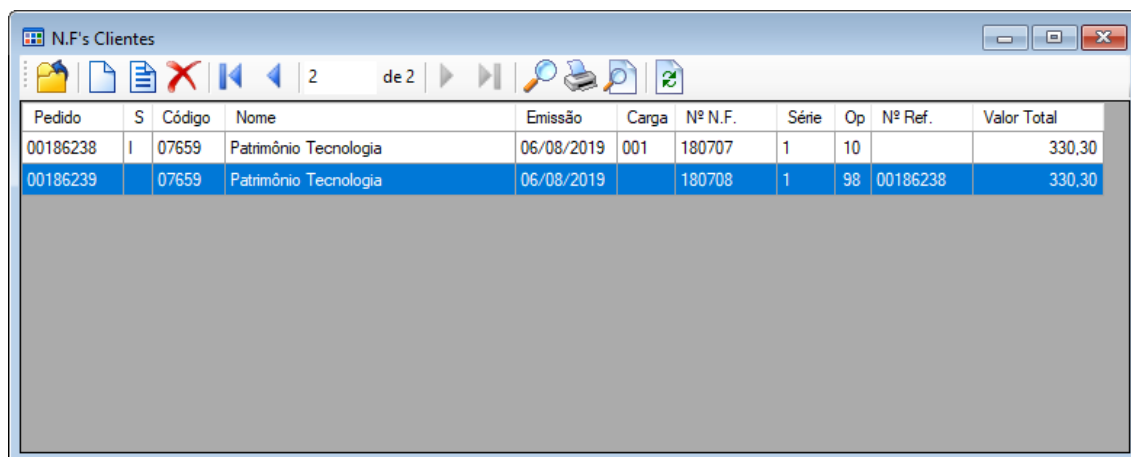 N.F's Clientes
2 de 2
Pedido S Código Nome Emissão Carga Nº N.F. Série Op Nº Ref. Valor Total
00186238 I 07659 Patrimônio Tecnologia 06/08/2019 001 180707 1 10 330,30
00186239 07659 Patrimônio Tecnologia 06/08/2019 180708 1 98 00186238 330,30